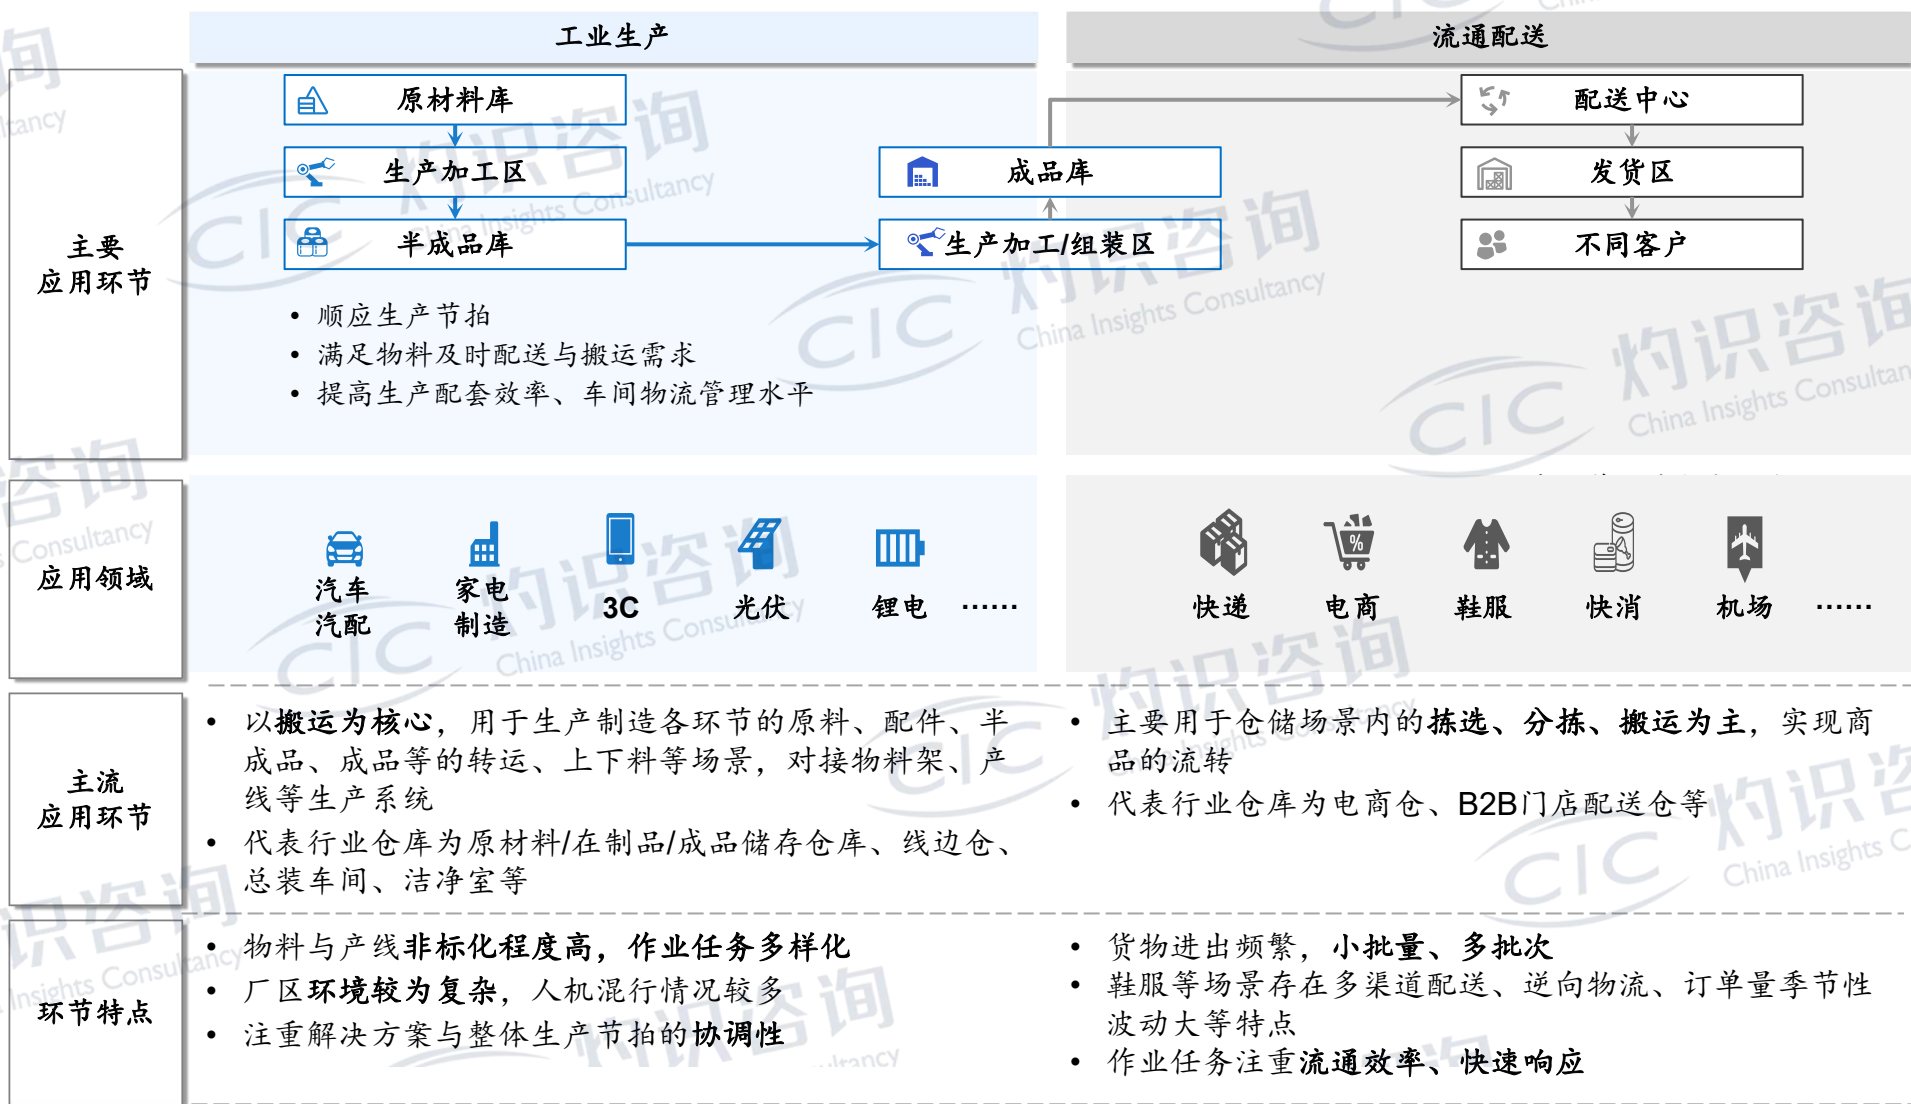 工业生产
流通配送
主要
应用环节
原材料库
生产加工区
半成品库
成品库
生产加工/组装区
配送中心
发货区
不同客户
• 顺应生产节拍
• 满足物料及时配送与搬运需求
• 提高生产配套效率、车间物流管理水平
应用领域
汽车
汽配
家电
制造
3C
光伏
锂电
……
快递
电商
鞋服
快消
机场
……
主流
应用环节
• 以搬运为核心，用于生产制造各环节的原料、配件、半
成品、成品等的转运、上下料等场景，对接物料架、产
线等生产系统
• 代表行业仓库为原材料/在制品/成品储存仓库、线边仓、
总装车间、洁净室等
• 主要用于仓储场景内的拣选、分拣、搬运为主，实现商
品的流转
• 代表行业仓库为电商仓、B2B门店配送仓等
环节特点
• 物料与产线非标化程度高，作业任务多样化
• 厂区环境较为复杂，人机混行情况较多
• 注重解决方案与整体生产节拍的协调性
• 货物进出频繁，小批量、多批次
• 鞋服等场景存在多渠道配送、逆向物流、订单量季节性
波动大等特点
• 作业任务注重流通效率、快速响应
CIC 灼识咨询
China Insights Consultancy